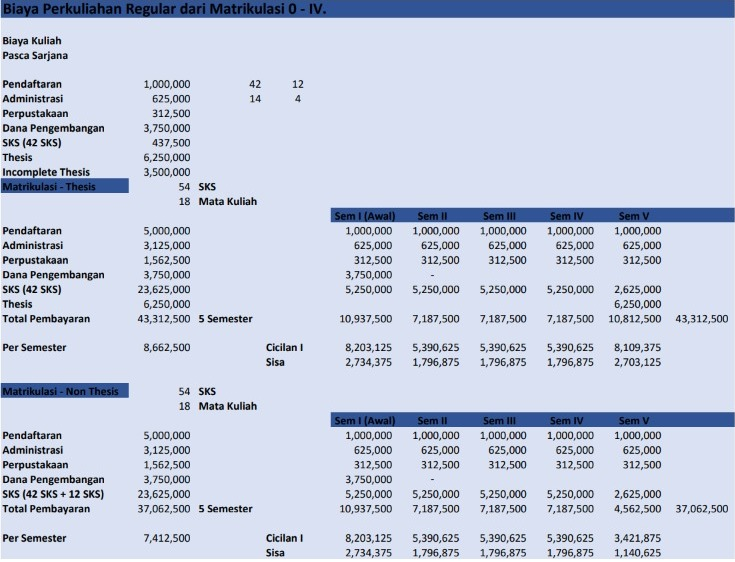 Biaya Perkuliahan Regular dari Matrikulasi 0 - IV.
Biaya Kuliah
Pasca Sarjana
Pendaftaran 1,000,000 42 12
Administrasi 625,000 14 4
Perpustakaan 312,500
Dana Pengembangan 3,750,000
SKS (42 SKS) 437,500
Thesis 6,250,000
Incomplete Thesis 3,500,000
Matrikulasi - Thesis 54 SKS
18 Mata Kuliah
Sem I (Awal) Sem II Sem III Sem IV Sem V
Pendaftaran 5,000,000 1,000,000 1,000,000 1,000,000 1,000,000 1,000,000
Administrasi 3,125,000 625,000 625,000 625,000 625,000 625,000
Perpustakaan 1,562,500 312,500 312,500 312,500 312,500 312,500
Dana Pengembangan 3,750,000 3,750,000 -
SKS (42 SKS) 23,625,000 5,250,000 5,250,000 5,250,000 5,250,000 2,625,000
Thesis 6,250,000 6,250,000
Total Pembayaran 43,312,500 5 Semester 10,937,500 7,187,500 7,187,500 7,187,500 10,812,500 43,312,500
Per Semester 8,662,500 Cicilan I 8,203,125 5,390,625 5,390,625 5,390,625 8,109,375
Sisa 2,734,375 1,796,875 1,796,875 1,796,875 2,703,125
Matrikulasi - Non Thesis 54 SKS
18 Mata Kuliah
Sem I (Awal) Sem II Sem III Sem IV Sem V
Pendaftaran 5,000,000 1,000,000 1,000,000 1,000,000 1,000,000 1,000,000
Administrasi 3,125,000 625,000 625,000 625,000 625,000 625,000
Perpustakaan 1,562,500 312,500 312,500 312,500 312,500 312,500
Dana Pengembangan 3,750,000 3,750,000 -
SKS (42 SKS + 12 SKS) 23,625,000 5,250,000 5,250,000 5,250,000 5,250,000 2,625,000
Total Pembayaran 37,062,500 5 Semester 10,937,500 7,187,500 7,187,500 7,187,500 4,562,500 37,062,500
Per Semester 7,412,500 Cicilan I 8,203,125 5,390,625 5,390,625 5,390,625 3,421,875
Sisa 2,734,375 1,796,875 1,796,875 1,796,875 1,140,625